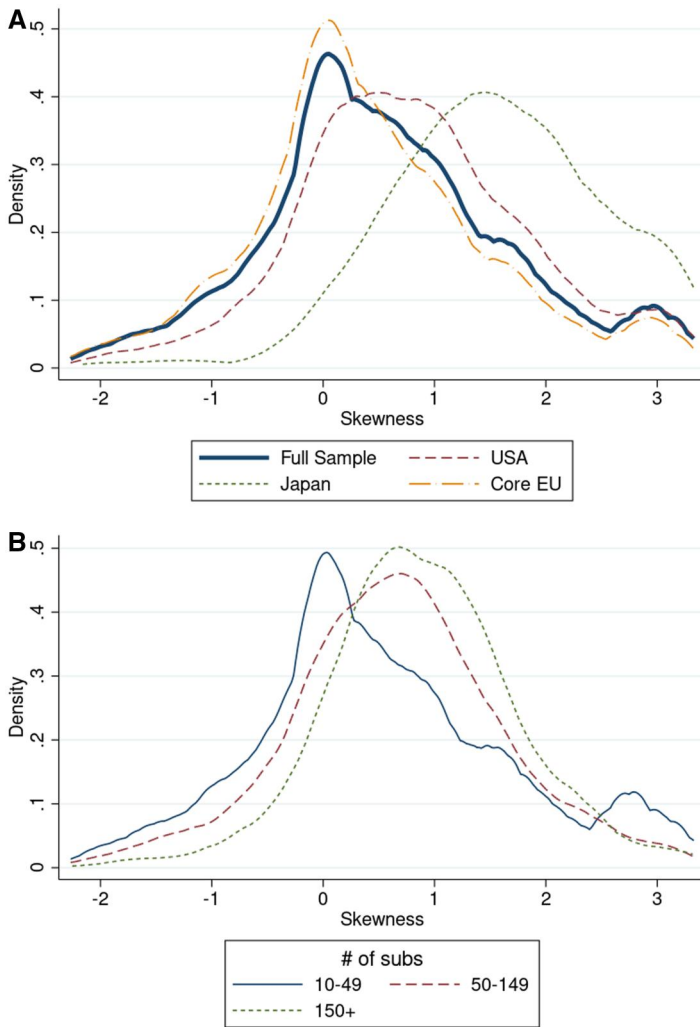 A
.5
.4
.3
.2
.1
0
Density
-2 -1 0 1 2 3
Skewness
Full Sample USA
Japan Core EU
B
.5
.4
.3
.2
.1
0
Density
-2 -1 0 1 2 3
Skewness
# of subs
10-49 50-149
150+